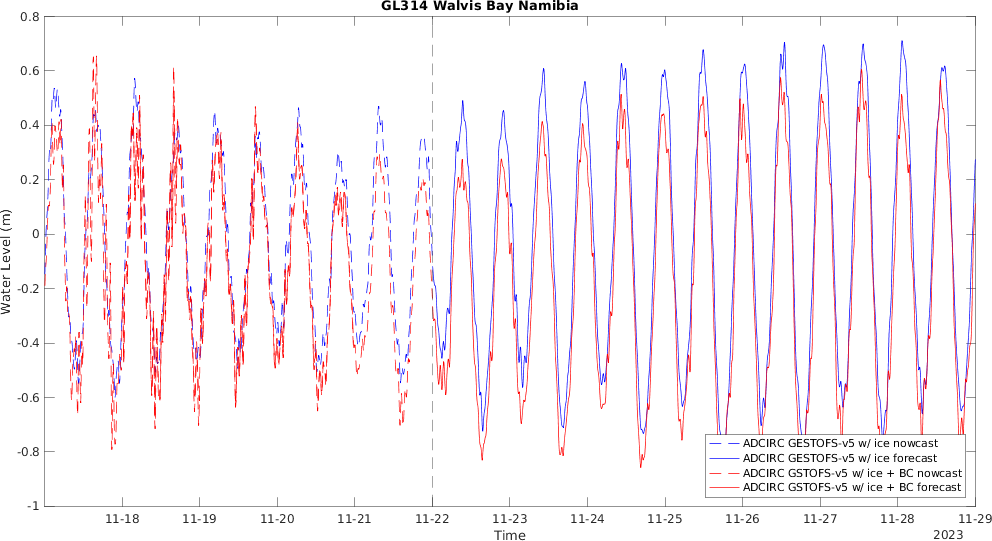 GL314 Walvis Bay Namibia
0.8
0.6
0.4
0.2
0
-0.2
-0.4
-0.6
-0.8
-1
Water Level (m)
ADCIRC GESTOFS-v5 w/ ice nowcast
ADCIRC GESTOFS-v5 w/ ice forecast
ADCIRC GSTOFS-v5 w/ ice + BC nowcast
ADCIRC GSTOFS-v5 w/ ice + BC forecast
11-18 11-19 11-20 11-21 11-22 11-23 11-24 11-25 11-26 11-27 11-28 11-29
Time
2023